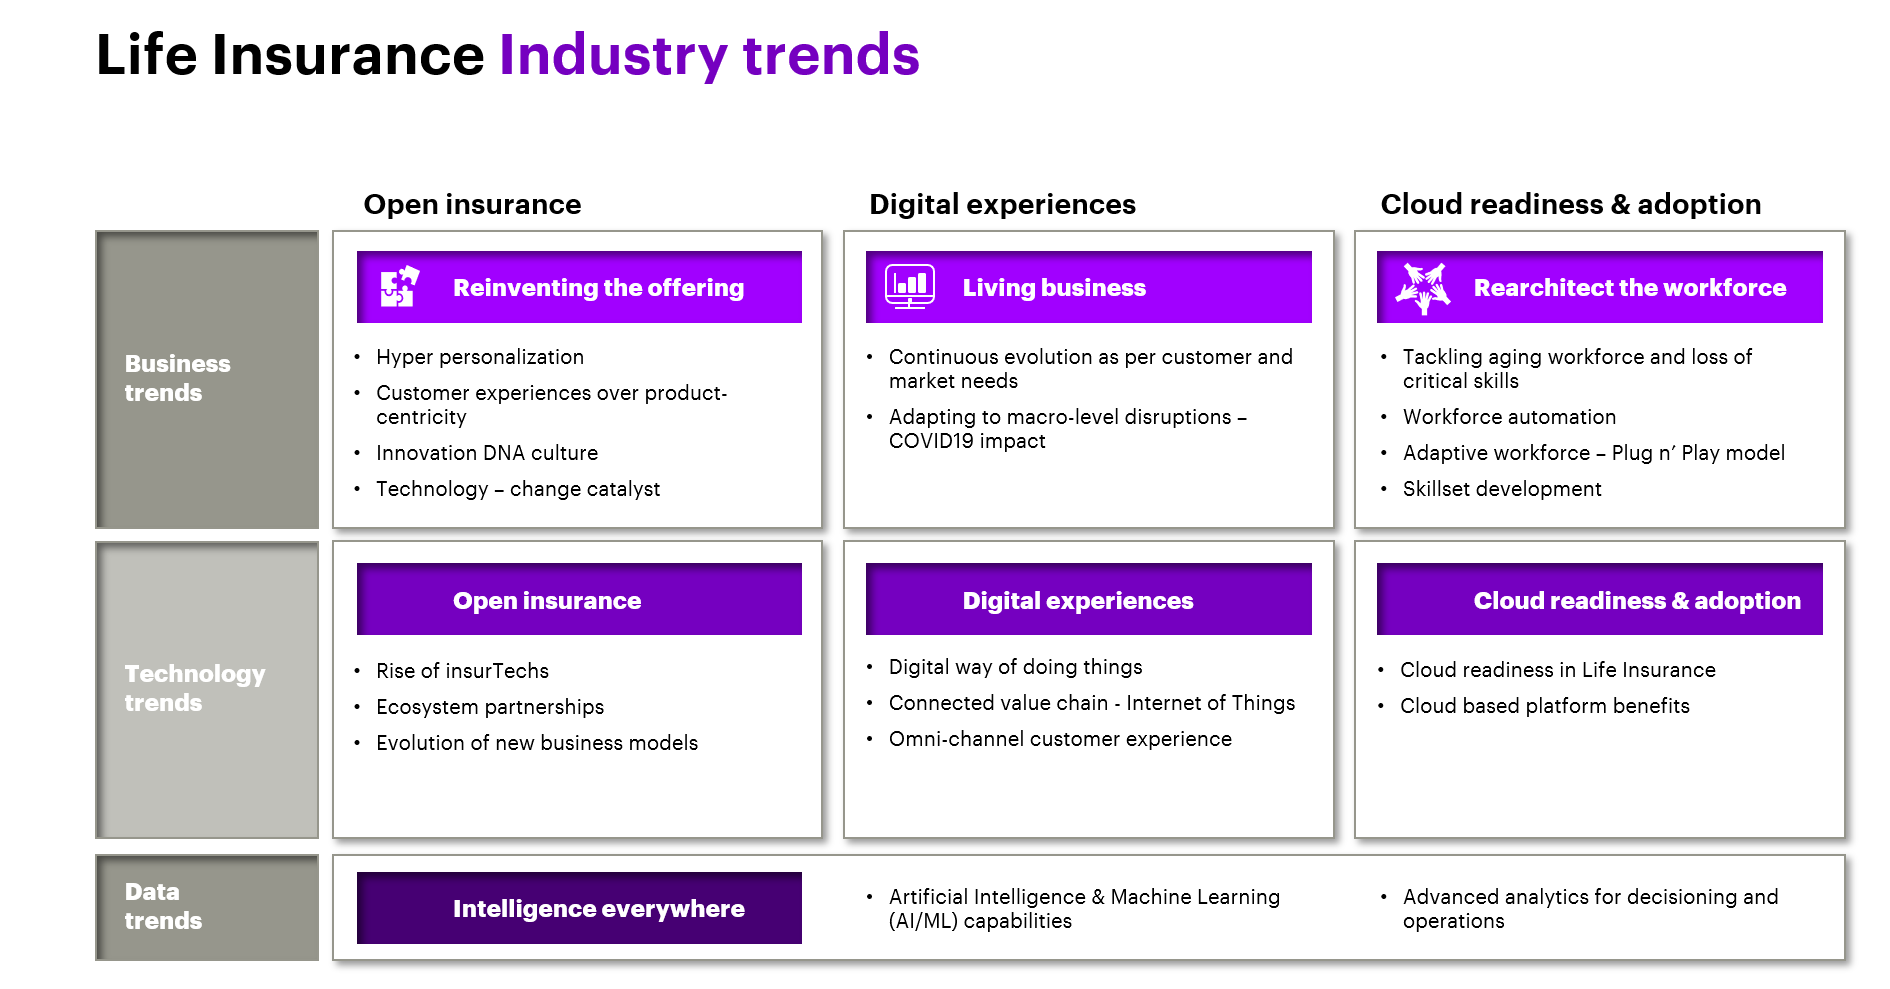 Life Insurance Industry trends
Open insurance
Digital experiences
Cloud readiness & adoption
Business
trends
Reinventing the offering
• Hyper personalization
• Customer experiences over product-
centricity
• Innovation DNA culture
• Technology – change catalyst
Living business
• Continuous evolution as per customer and
market needs
• Adapting to macro-level disruptions –
COVID19 impact
Rearchitect the workforce
• Tackling aging workforce and loss of
critical skills
• Workforce automation
• Adaptive workforce – Plug n’ Play model
• Skillset development
Technology
trends
Open insurance
• Rise of insurTechs
• Ecosystem partnerships
• Evolution of new business models
Digital experiences
• Digital way of doing things
• Connected value chain - Internet of Things
• Omni-channel customer experience
Cloud readiness & adoption
• Cloud readiness in Life Insurance
• Cloud based platform benefits
Data
trends
Intelligence everywhere
• Artificial Intelligence & Machine Learning
(AI/ML) capabilities
• Advanced analytics for decisioning and
operations